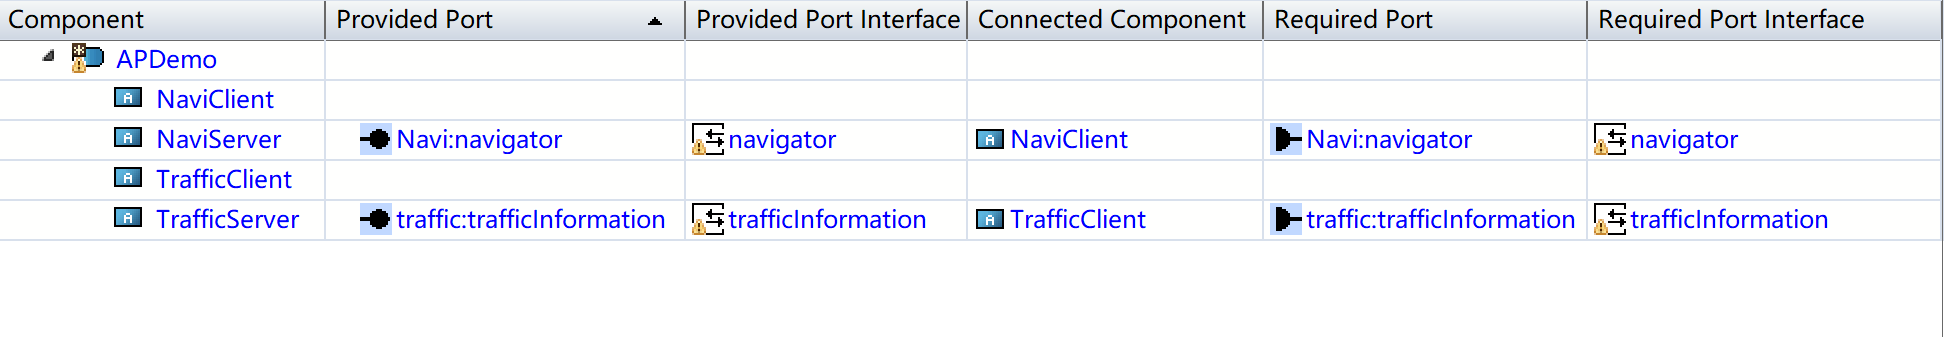 Component Provided Port Provided Port Interface Connected Component Required Port Required Port Interface
APDemo
A NaviClient
A NaviServer Navi:navigator navigator A NaviClient Navi:navigator navigator
A TrafficClient
A TrafficServer traffic:trafficInformation trafficInformation A TrafficClient traffic:trafficInformation trafficInformation